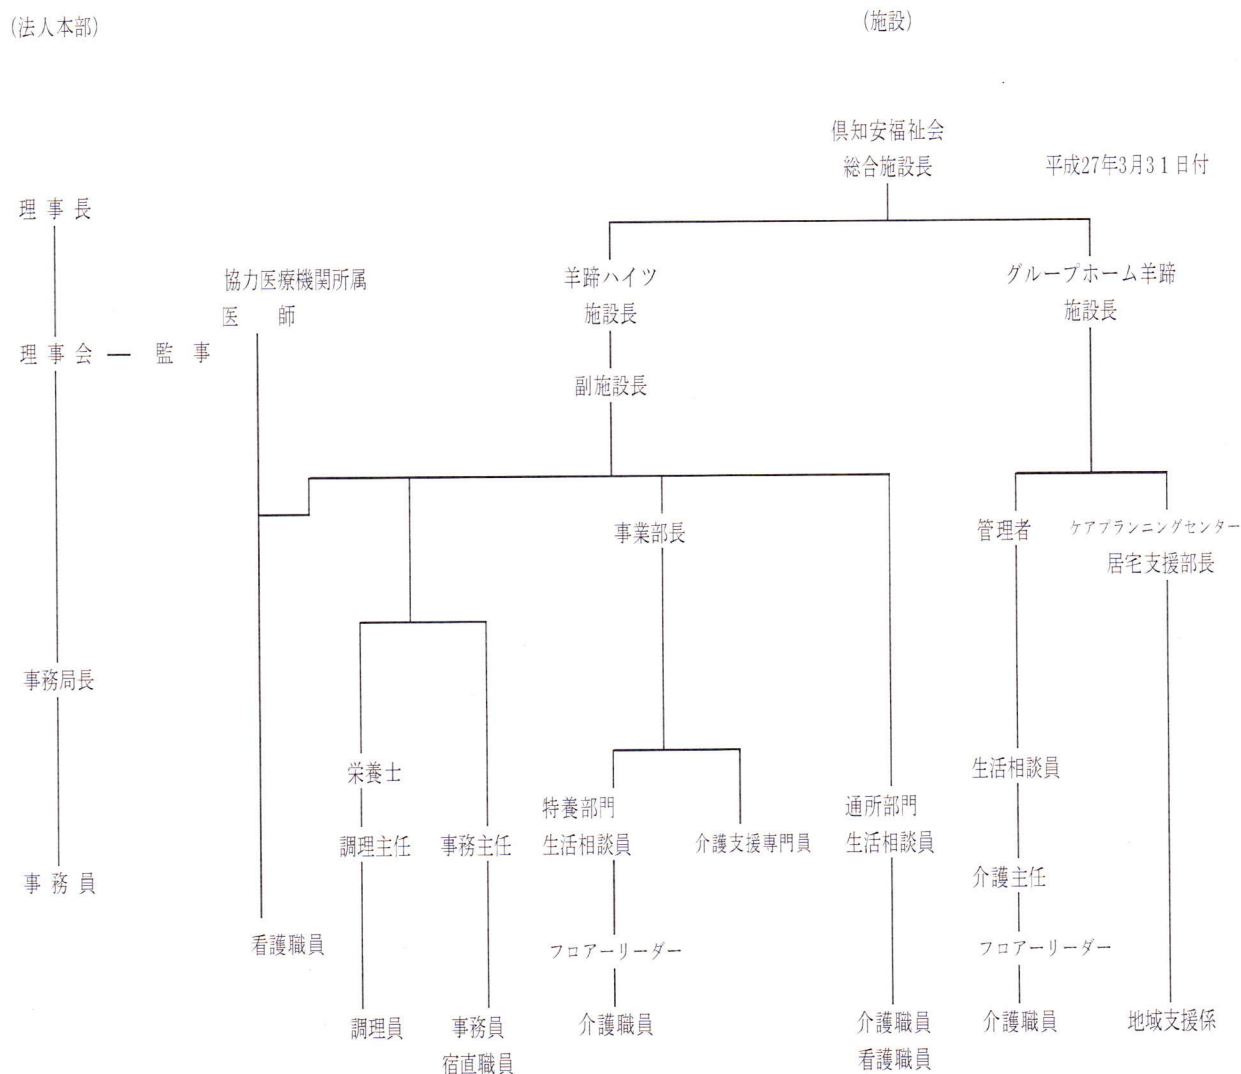 (法人本部)
(施設)
倶知安福祉会
総合施設長
平成27年3月31日付
理事長
協力医療機関所属
医師
羊蹄ハイツ
施設長
グループホーム羊蹄
施設長
理事会 ― 監事
副施設長
事業部長
管理者
ケアプランニングセンター
居宅支援部長
事務局長
栄養士
生活相談員
特養部門
生活相談員
通所部門
生活相談員
調理主任
事務主任
介護支援専門員
事務員
介護主任
看護職員
フロアーリーダー
フロアーリーダー
調理員
事務員
宿直職員
介護職員
介護職員
看護職員
介護職員
地域支援係